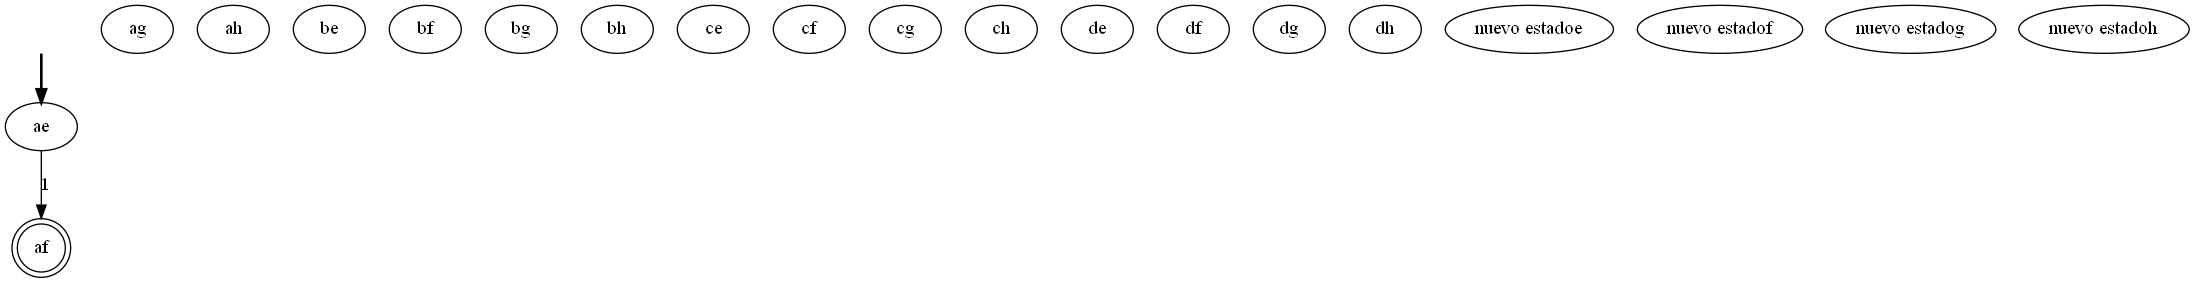 ag
ah
be
bf
bg
bh
ce
cf
cg
ch
de
df
dg
dh
nuevo estadoe
nuevo estadof
nuevo estadog
nuevo estadoh
ae
1
af